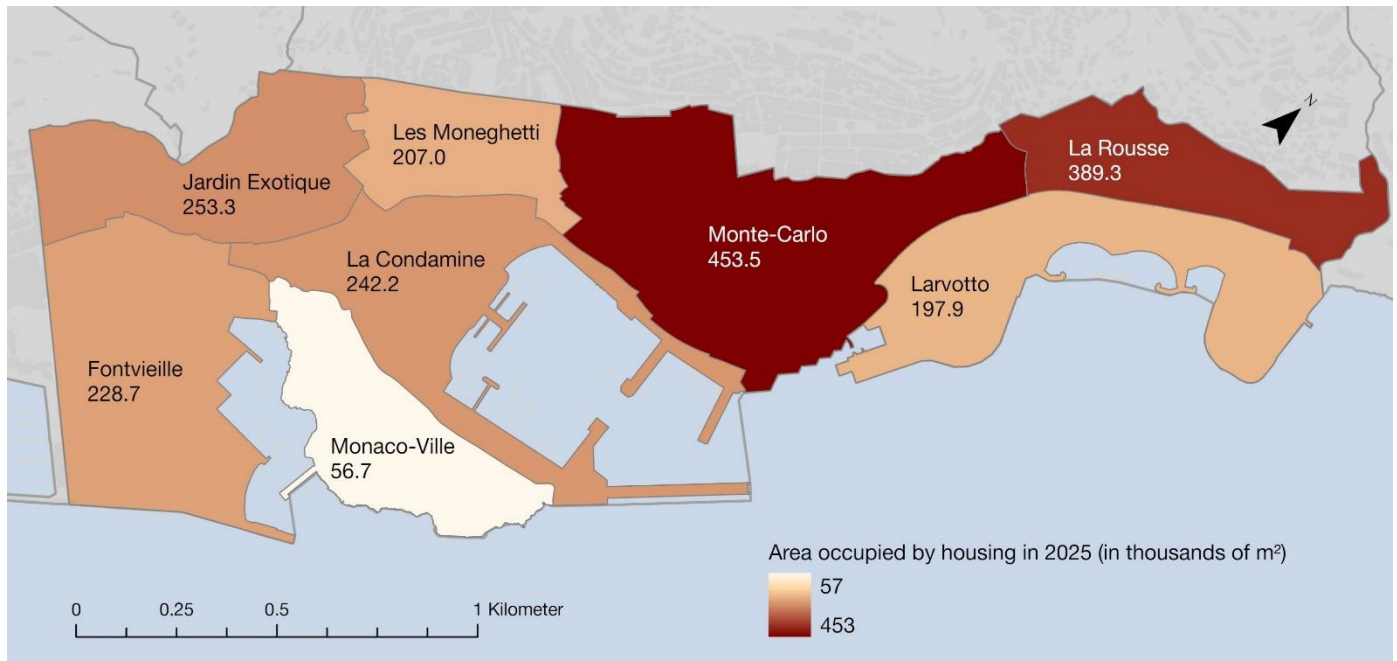 N
Les Moneghetti
207.0
La Rousse
389.3
Jardin Exotique
253.3
Monte-Carlo
453.5
La Condamine
242.2
Larvotto
197.9
Fontvieille
228.7
Monaco-Ville
56.7
Area occupied by housing in 2025 (in thousands of m²)
57
453
0 0.25 0.5 1 Kilometer